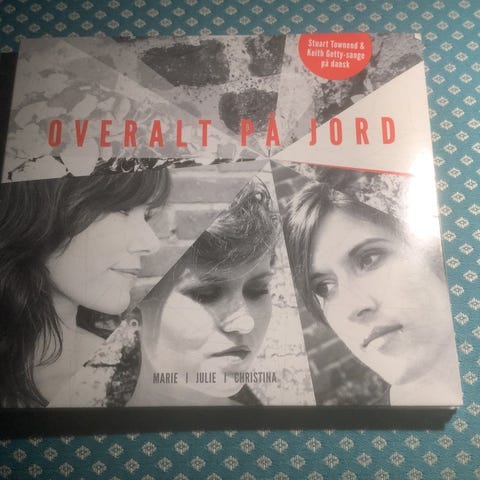 Stuart Townend &
Keith Getty-sange
på dansk
OVERALT PÅ JORD
MARIE | JULIE | CHRISTINA